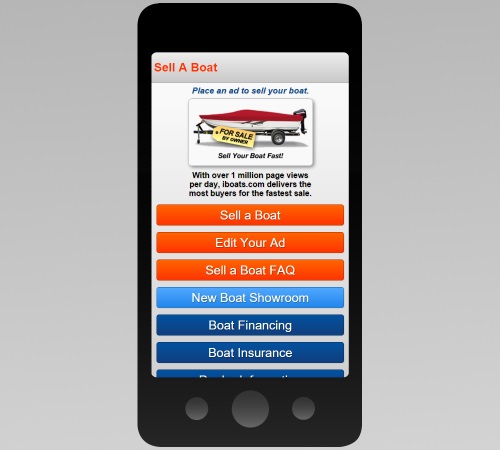 Sell A Boat
Place an ad to sell your boat.
FOR SALE
BY OWNER
Sell Your Boat Fast!
With over 1 million page views
per day, iboats.com delivers the
most buyers for the fastest sale.
Sell a Boat
Edit Your Ad
Sell a Boat FAQ
New Boat Showroom
Boat Financing
Boat Insurance